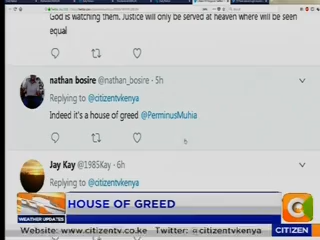 God is watching them. Justice will only be served at heaven where will be seen
equal
nathan bosire @nathan_bosire · 5h
Replying to @citizentvkenya
Indeed it's a house of greed @PerminusMuhia
Jay Kay @1985Kay · 6h
Replying to @citizentvkenya
HOUSE OF GREED
WEATHER UPDATES
CITIZEN
Website: www.citizentv.co.ke Twitter: @citizentvkenya